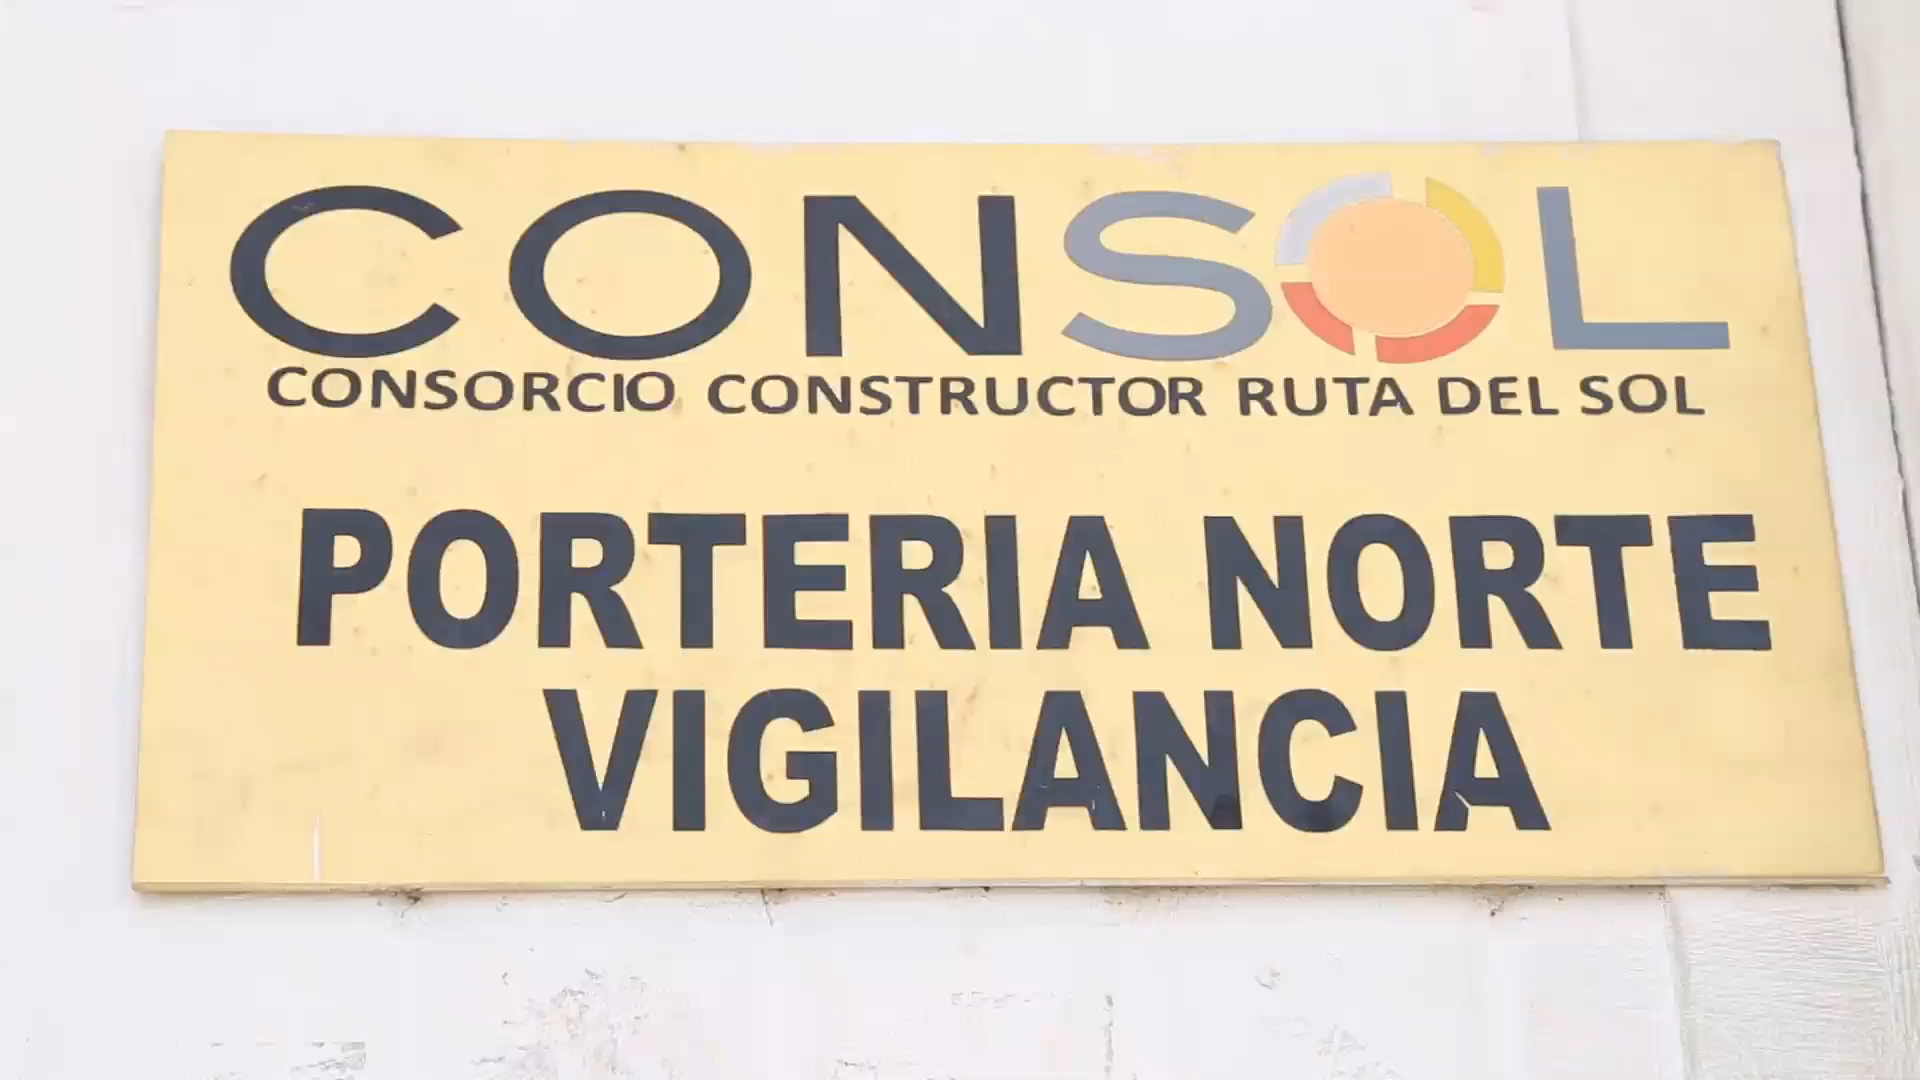 CONSOL
CONSORCIO CONSTRUCTOR RUTA DEL SOL
PORTERIA NORTE
VIGILANCIA